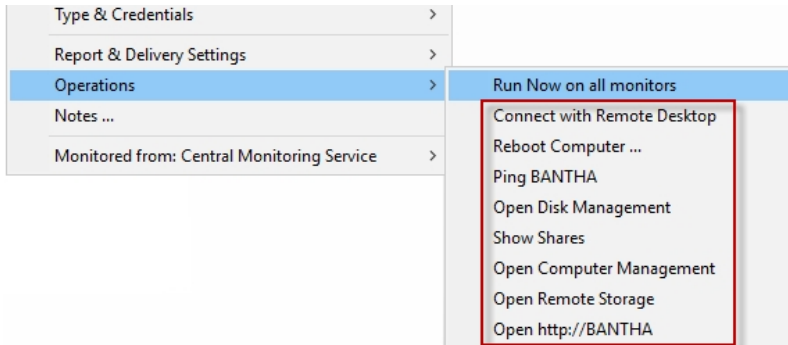 Type & Credentials
Report & Delivery Settings
Operations
Notes ...
Monitored from: Central Monitoring Service
Run Now on all monitors
Connect with Remote Desktop
Reboot Computer ...
Ping BANTHA
Open Disk Management
Show Shares
Open Computer Management
Open Remote Storage
Open http://BANTHA